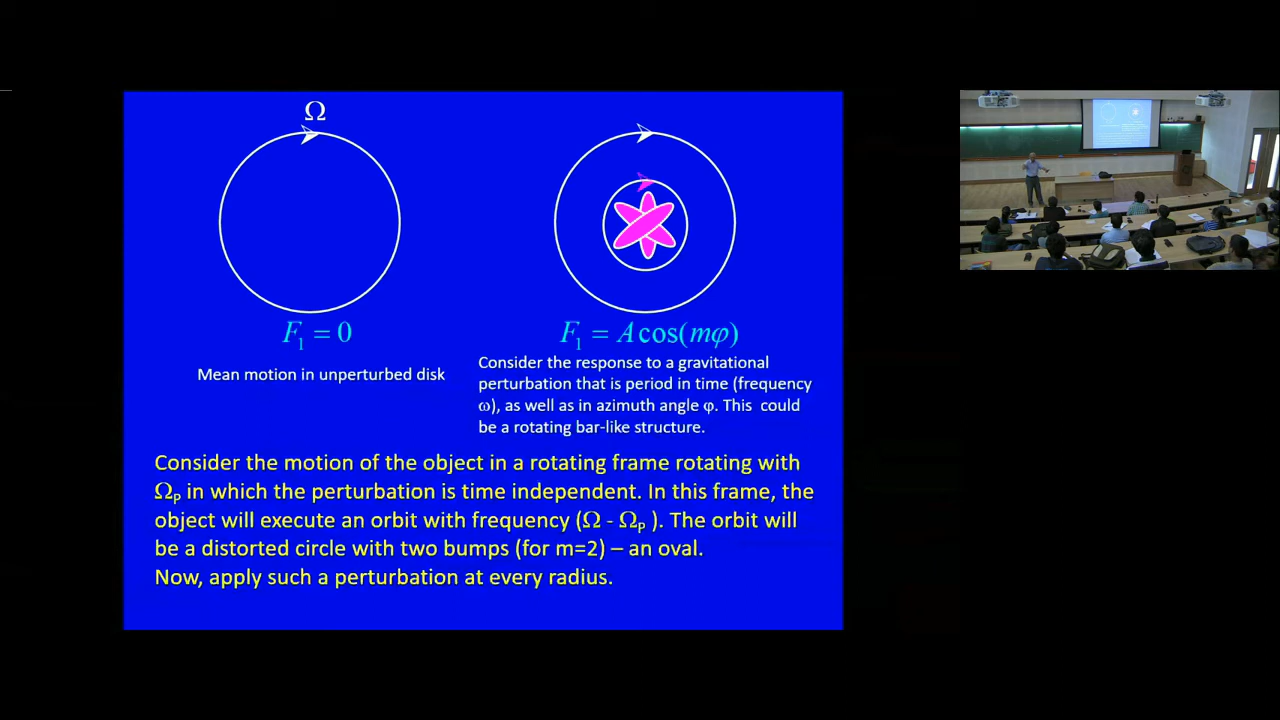 Ω
F₁ = 0
F₁ = A cos(mφ)
Mean motion in unperturbed disk
Consider the response to a gravitational
perturbation that is period in time (frequency
ω), as well as in azimuth angle φ. This could
be a rotating bar-like structure.
Consider the motion of the object in a rotating frame rotating with
Ωₚ in which the perturbation is time independent. In this frame, the
object will execute an orbit with frequency (Ω - Ωₚ ). The orbit will
be a distorted circle with two bumps (for m=2) – an oval.
Now, apply such a perturbation at every radius.